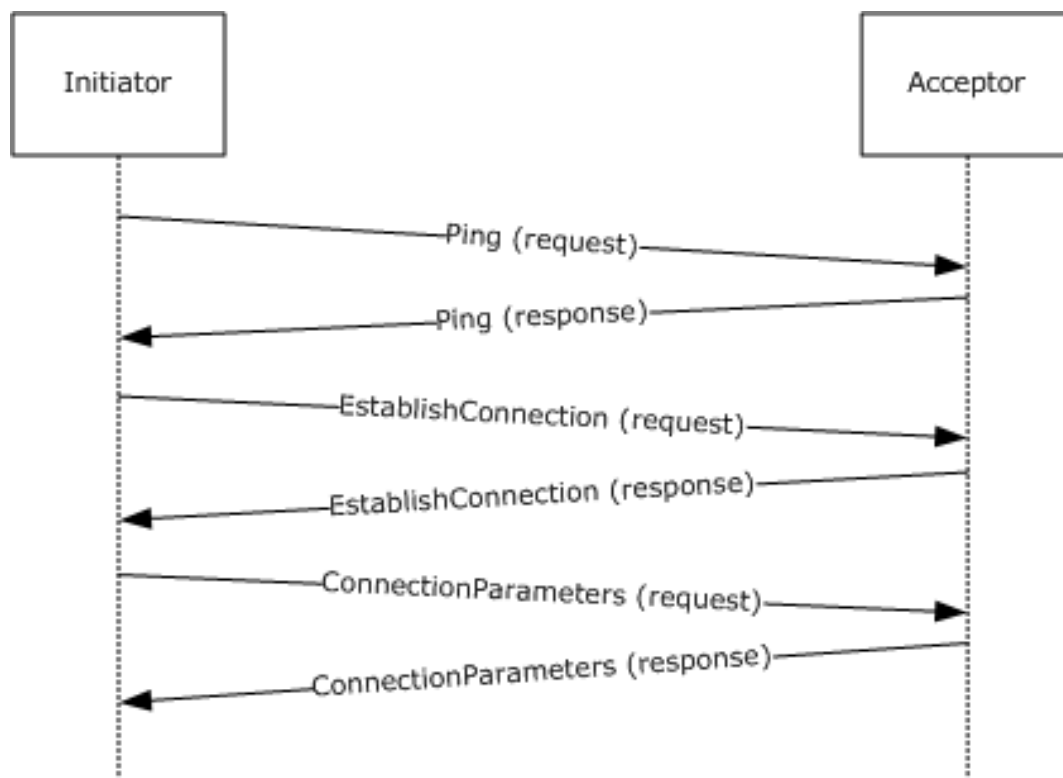 Initiator
Acceptor
Ping (request)
Ping (response)
EstablishConnection (request)
EstablishConnection (response)
ConnectionParameters (request)
ConnectionParameters (response)